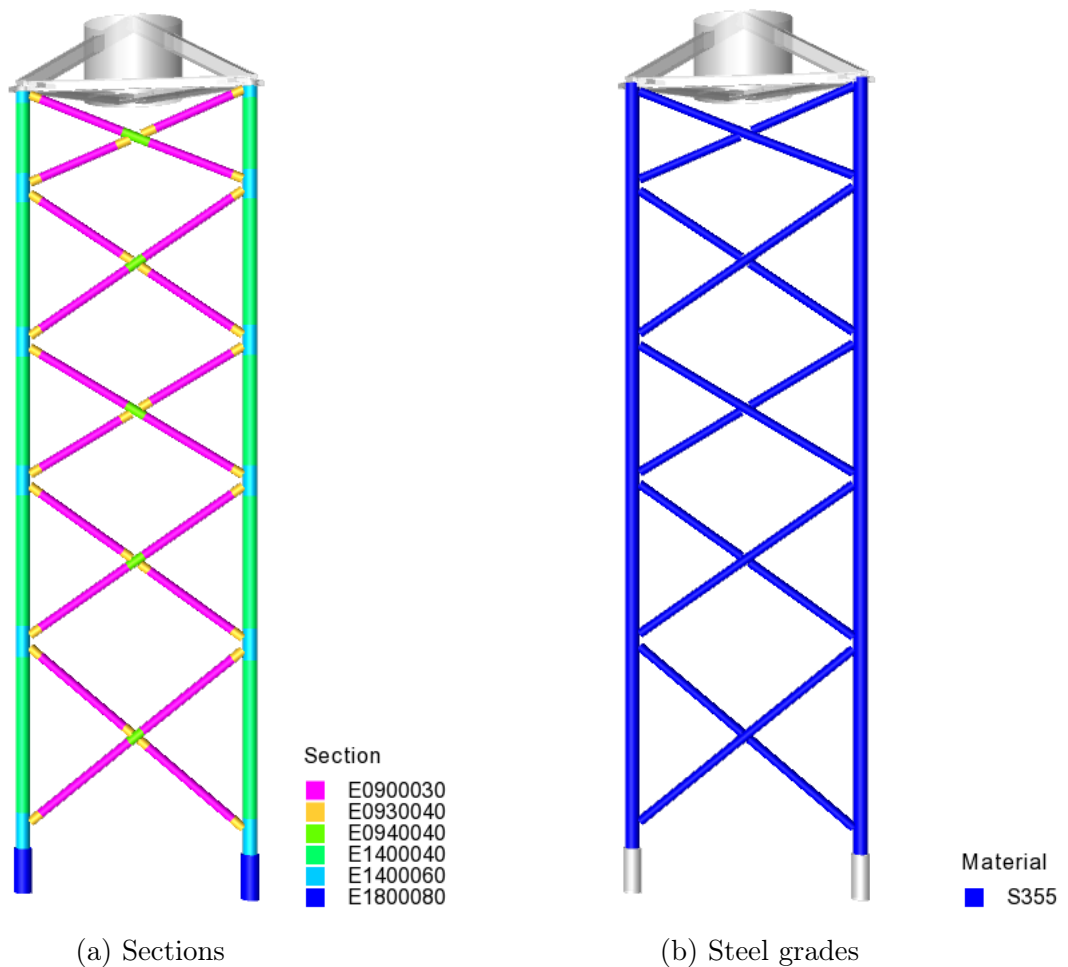 Section
E0900030
E0930040
E0940040
E1400040
E1400060
E1800080
Material
S355
(a) Sections
(b) Steel grades